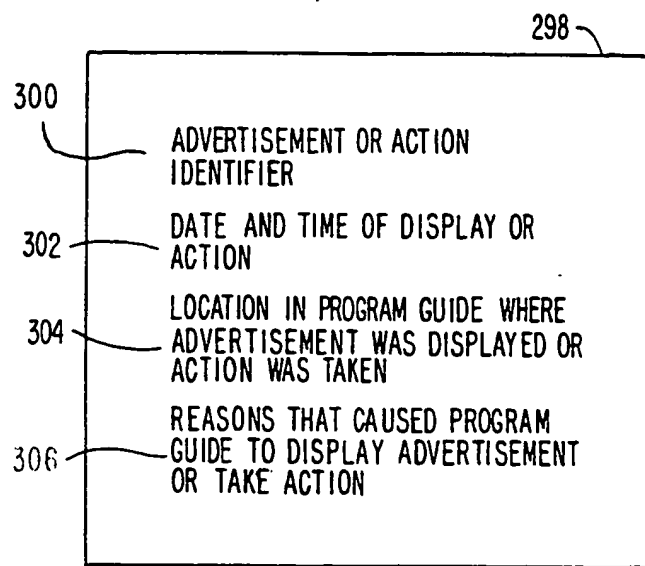 298
300
ADVERTISEMENT OR ACTION
IDENTIFIER
302
DATE AND TIME OF DISPLAY OR
ACTION
304
LOCATION IN PROGRAM GUIDE WHERE
ADVERTISEMENT WAS DISPLAYED OR
ACTION WAS TAKEN
306
REASONS THAT CAUSED PROGRAM
GUIDE TO DISPLAY ADVERTISEMENT
OR TAKE ACTION